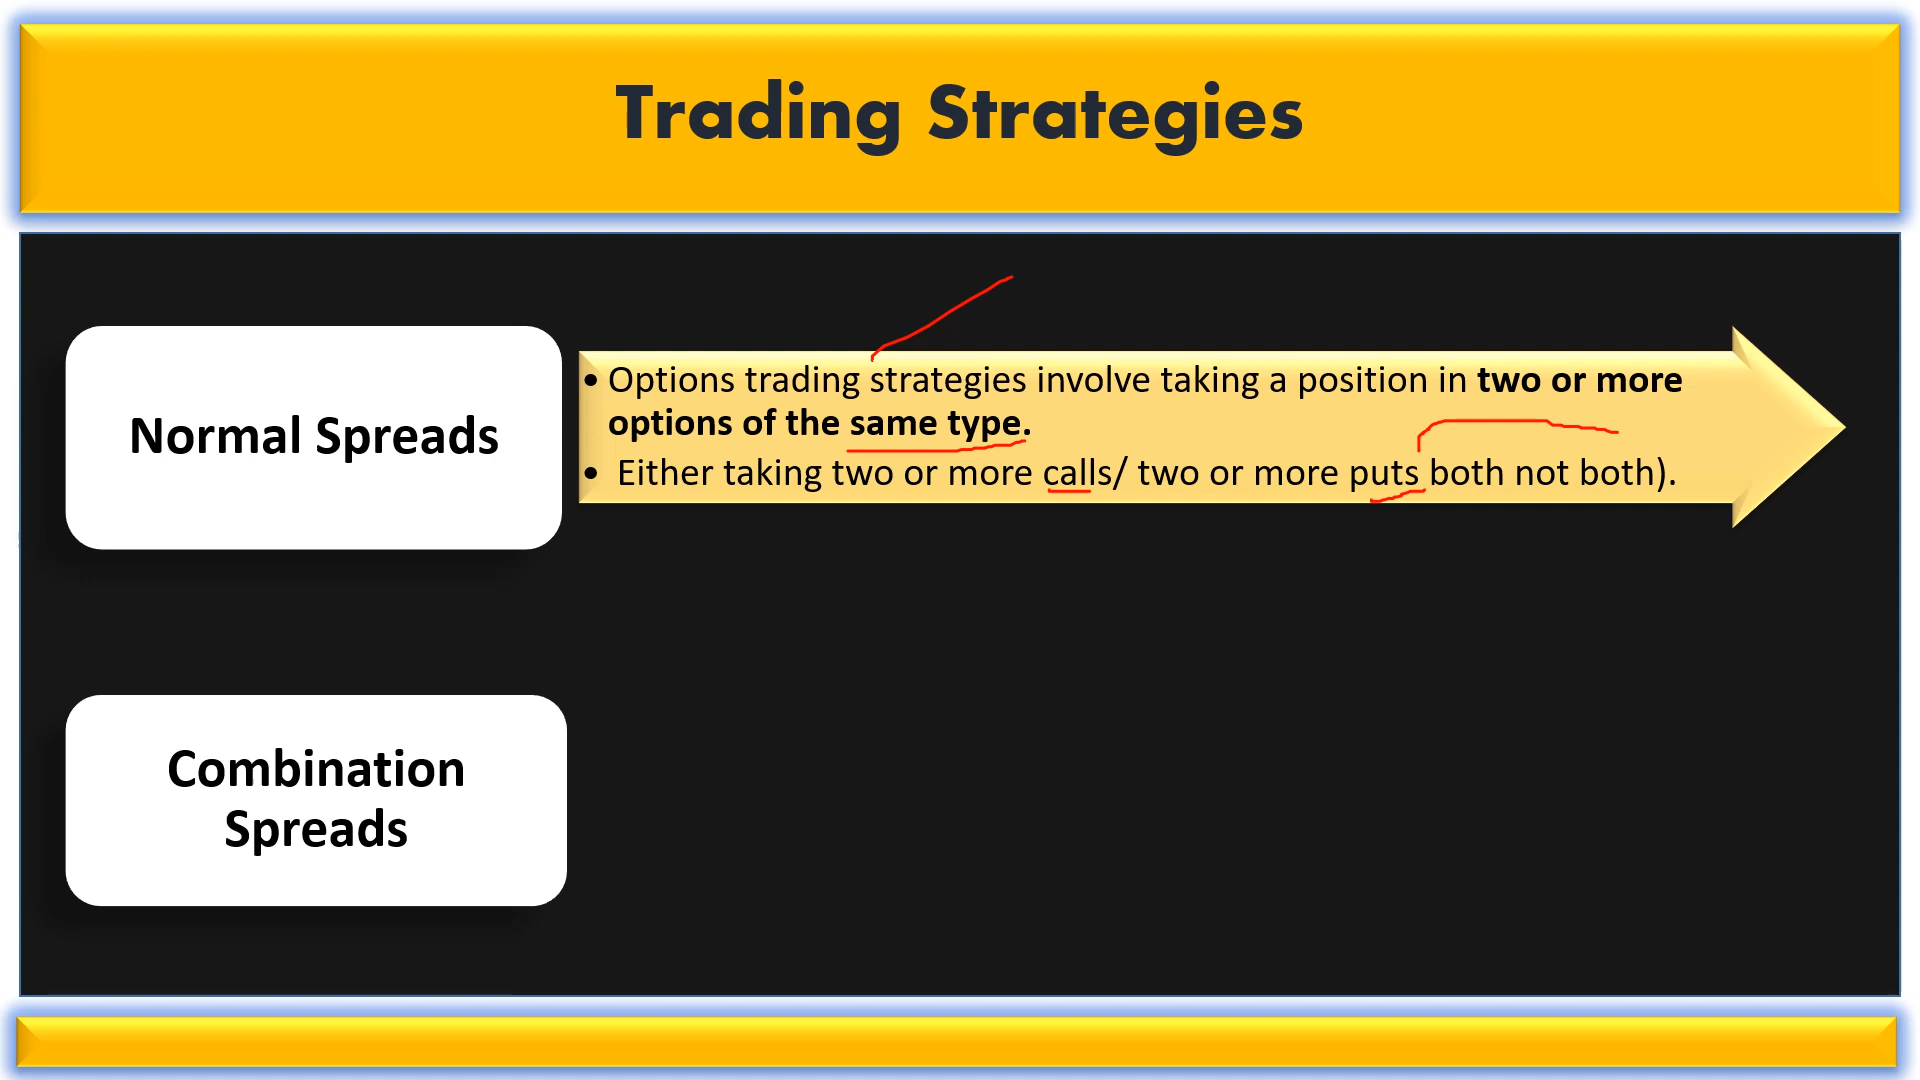 Trading Strategies
Normal Spreads
• Options trading strategies involve taking a position in two or more
options of the same type.
• Either taking two or more calls/ two or more puts both not both).
Combination
Spreads